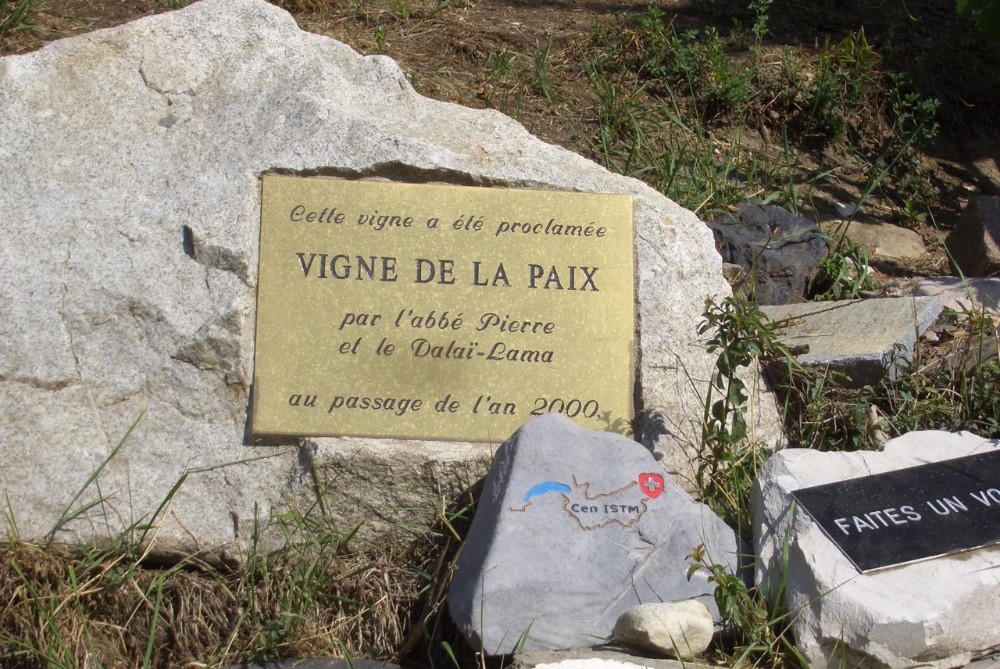 Cette vigne a été proclamée
VIGNE DE LA PAIX
par l'abbé Pierre
et le Dalaï-Lama
au passage de l'an 2000.
Cen ISTM
FAITES UN VO